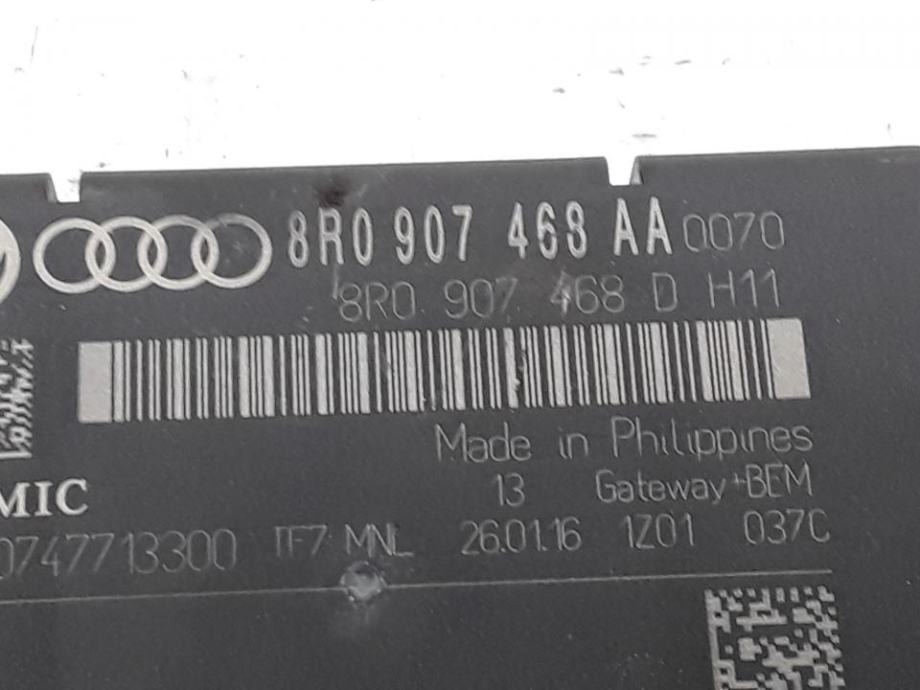 8R0 907 468 AA 0070
8R0 907 468 D H11
Made in Philippines
MIC
13 Gateway+BEM
0747713300 TF7 MNL 26.01.16 1Z01 037C